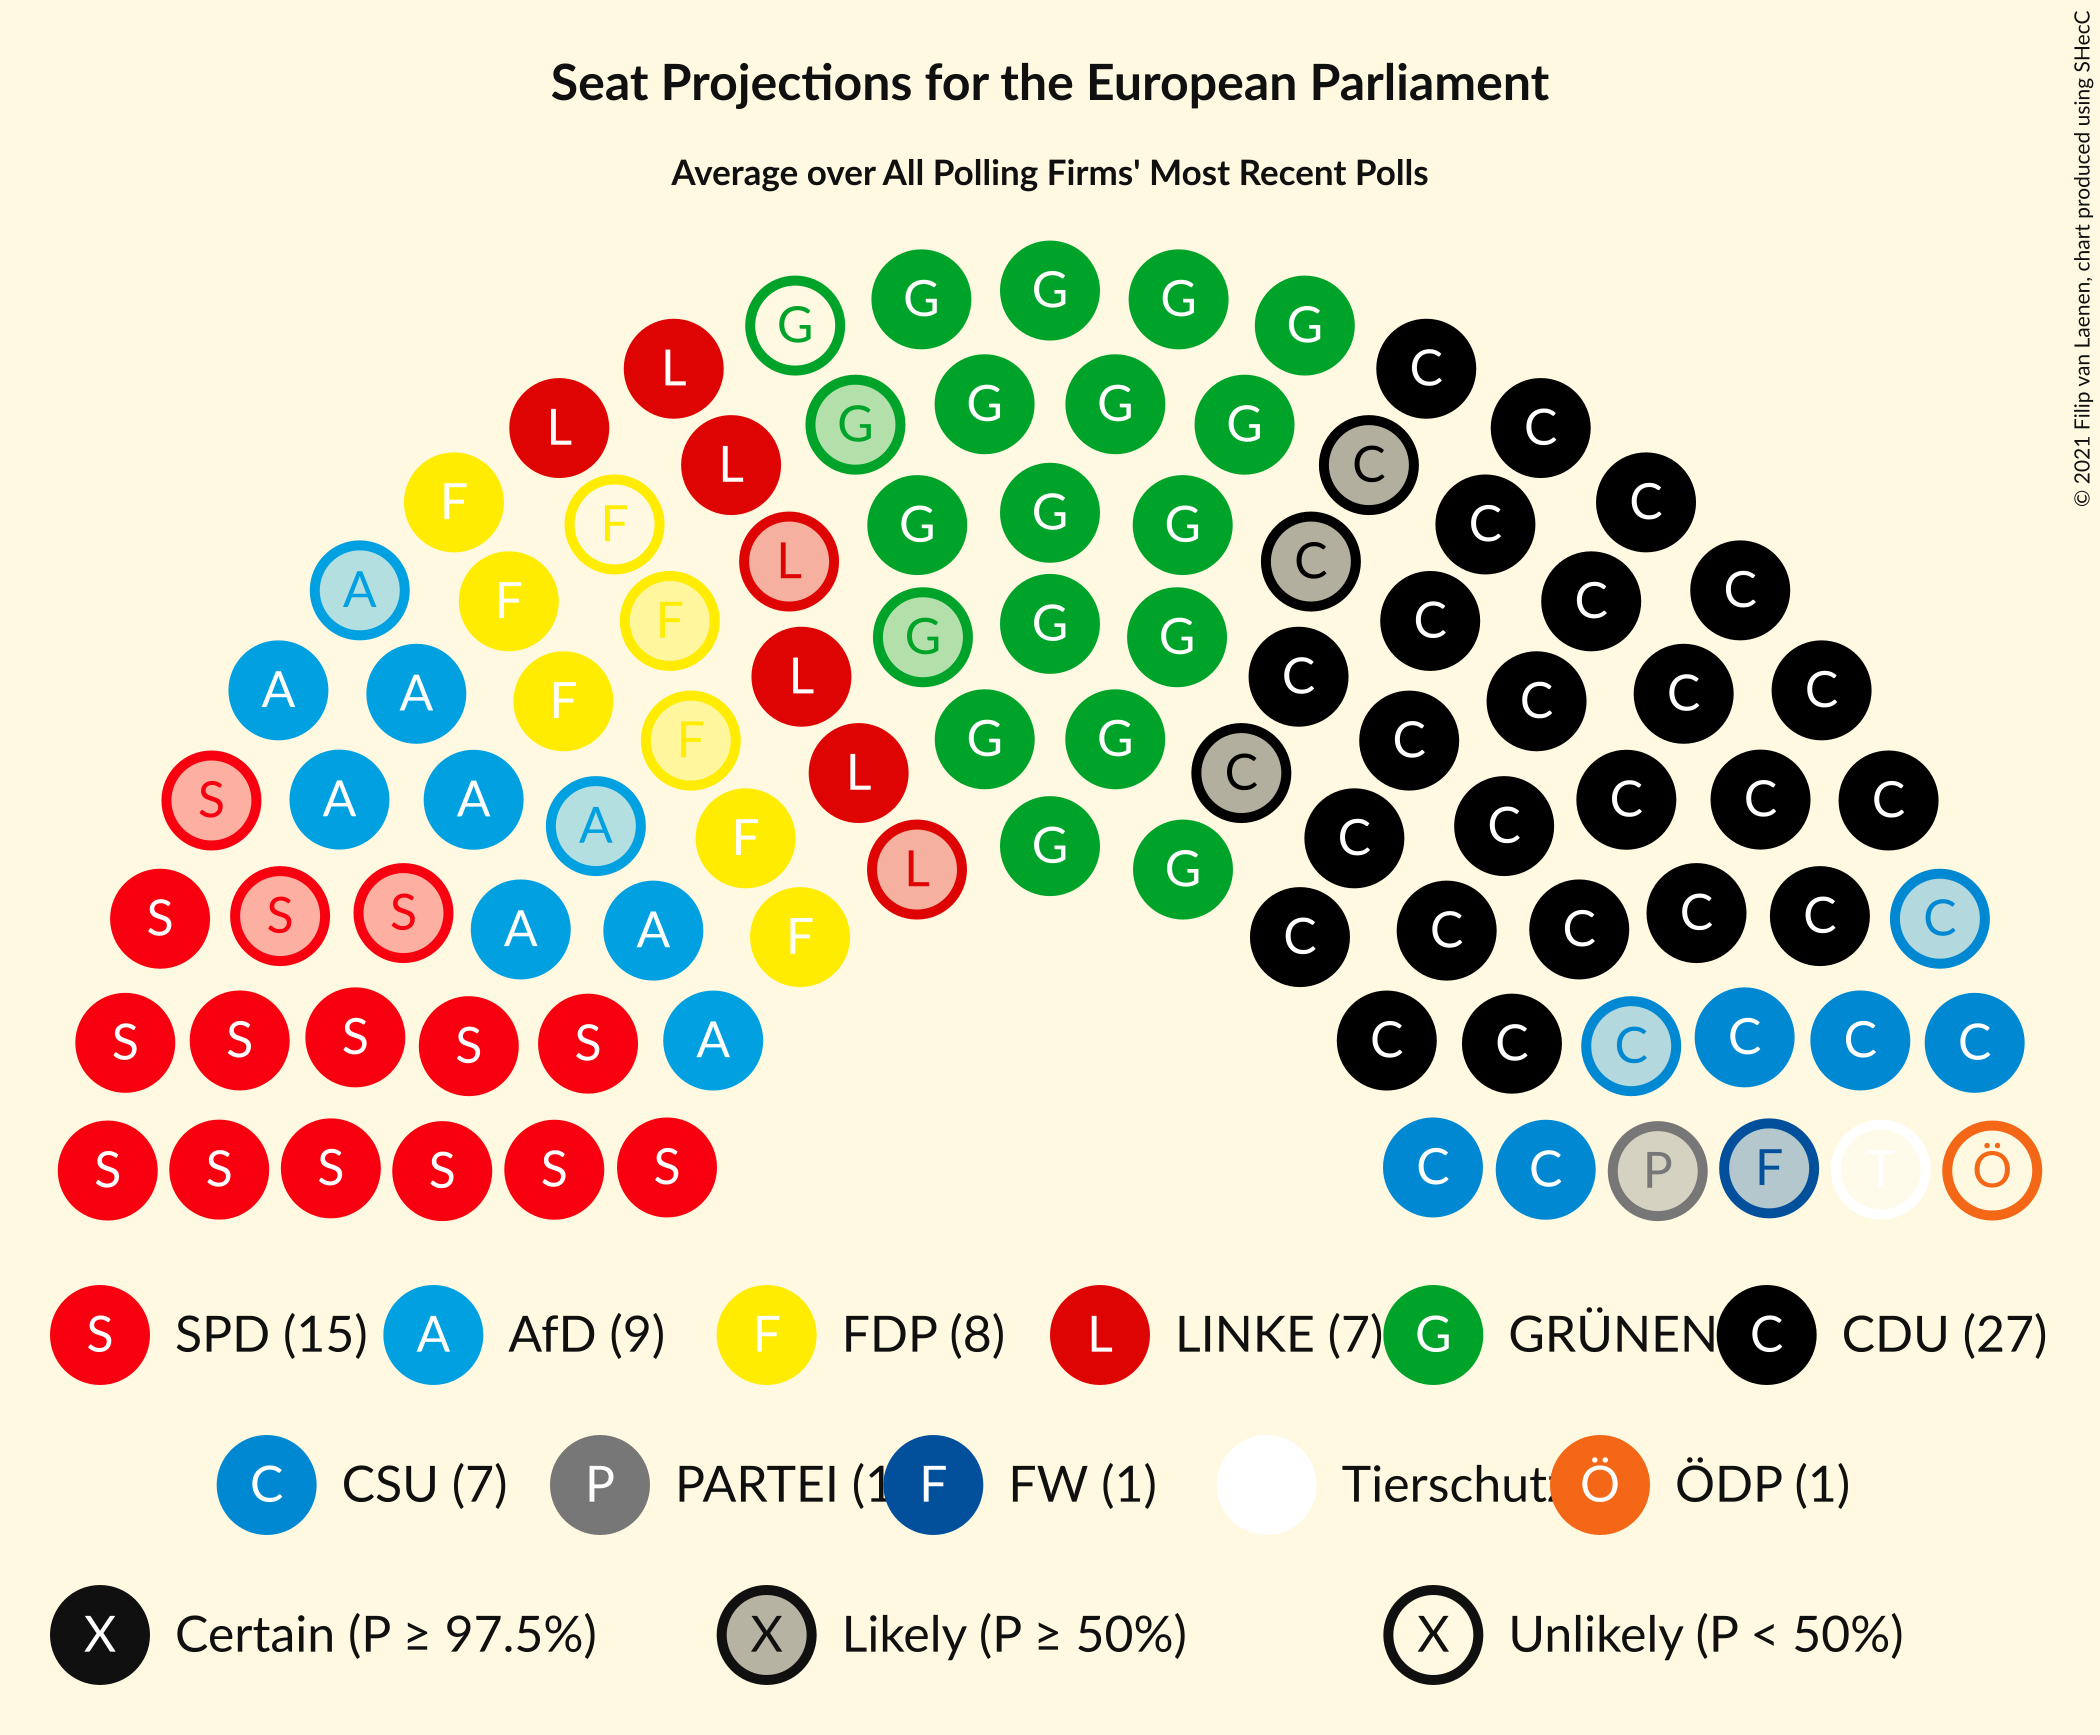 Seat Projections for the European Parliament
Average over All Polling Firms' Most Recent Polls
© 2021 Filip van Laenen, chart produced using SHecC
G G G G G
L G G G G C
L L G G G C C
F F L G G G C C C
A F F L G G G C C C C
A A F F L G G C C C C C C
S A A A F L G G C C C C C C
S S S A A F L C C C C C C C
S S S S S A C C C C C C
S S S S S S C C P F T Ö
S SPD (15) A AfD (9) F FDP (8) L LINKE (7) G GRÜNEN C CDU (27)
C CSU (7) P PARTEI (1 F FW (1) Tierschutz Ö ÖDP (1)
X Certain (P ≥ 97.5%) X Likely (P ≥ 50%) X Unlikely (P < 50%)